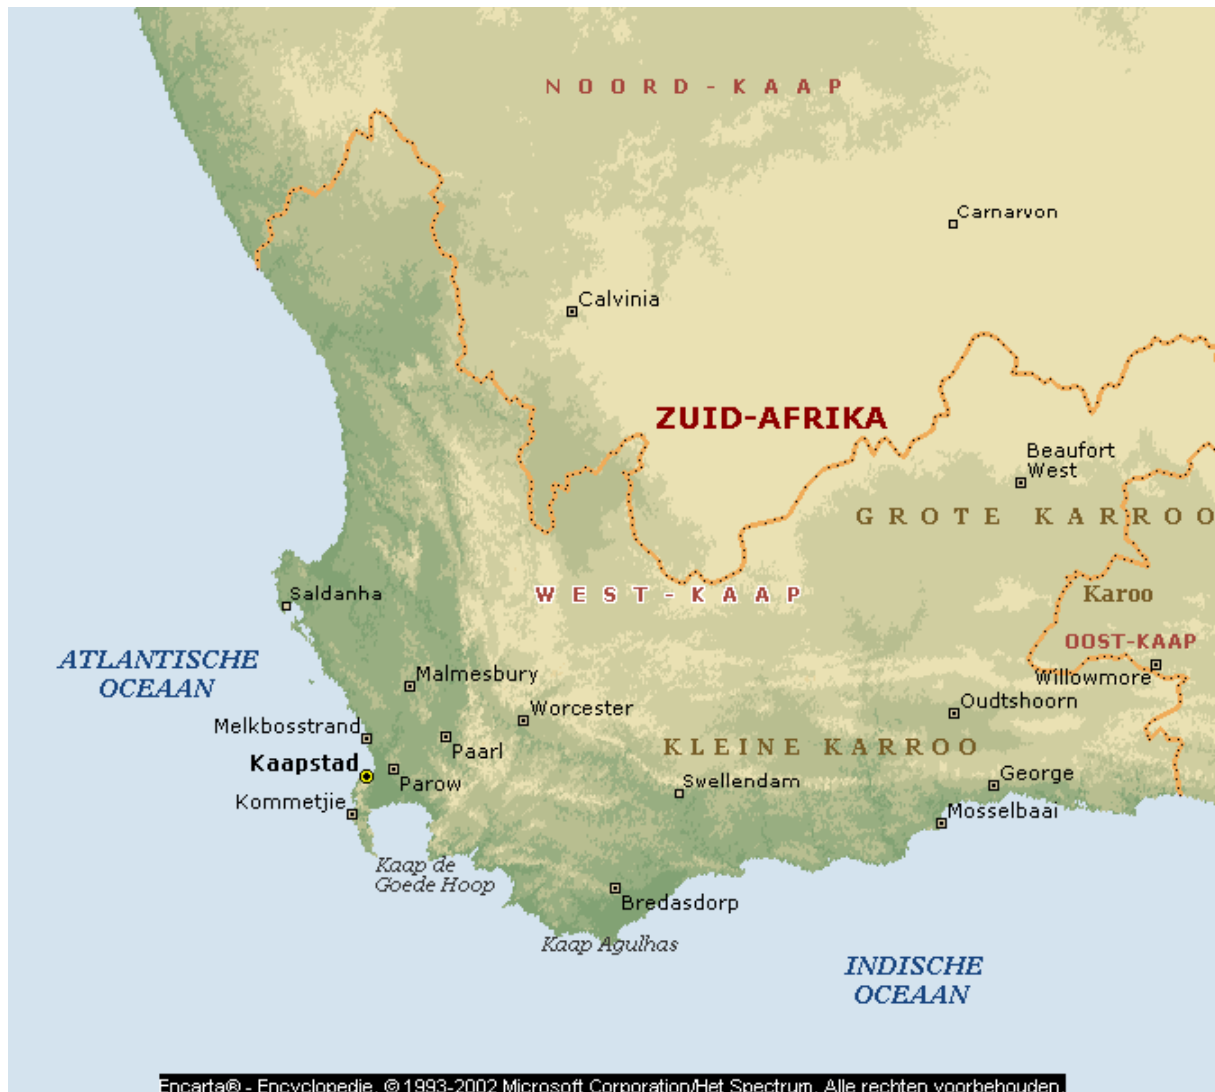 NOORD-KAAP
Carnarvon
Calvinia
ZUID-AFRIKA
Beaufort
West
GROTE KARROO
Saldanha
WEST-KAAP
Karoo
OOST-KAAP
ATLANTISCHE
OCEAAN
Malmesbury
Willowmore
Worcester
Oudtshoorn
Melkbosstrand
Paarl
KLEINE KARROO
Kaapstad
Parow
Swellendam
George
Kommetjie
Mosselbaai
Kaap de
Goede Hoop
Bredasdorp
Kaap Agulhas
INDISCHE
OCEAAN
Encarta® - Encyclopedie, © 1993-2002 Microsoft Corporation/Het Spectrum. Alle rechten voorbehouden.